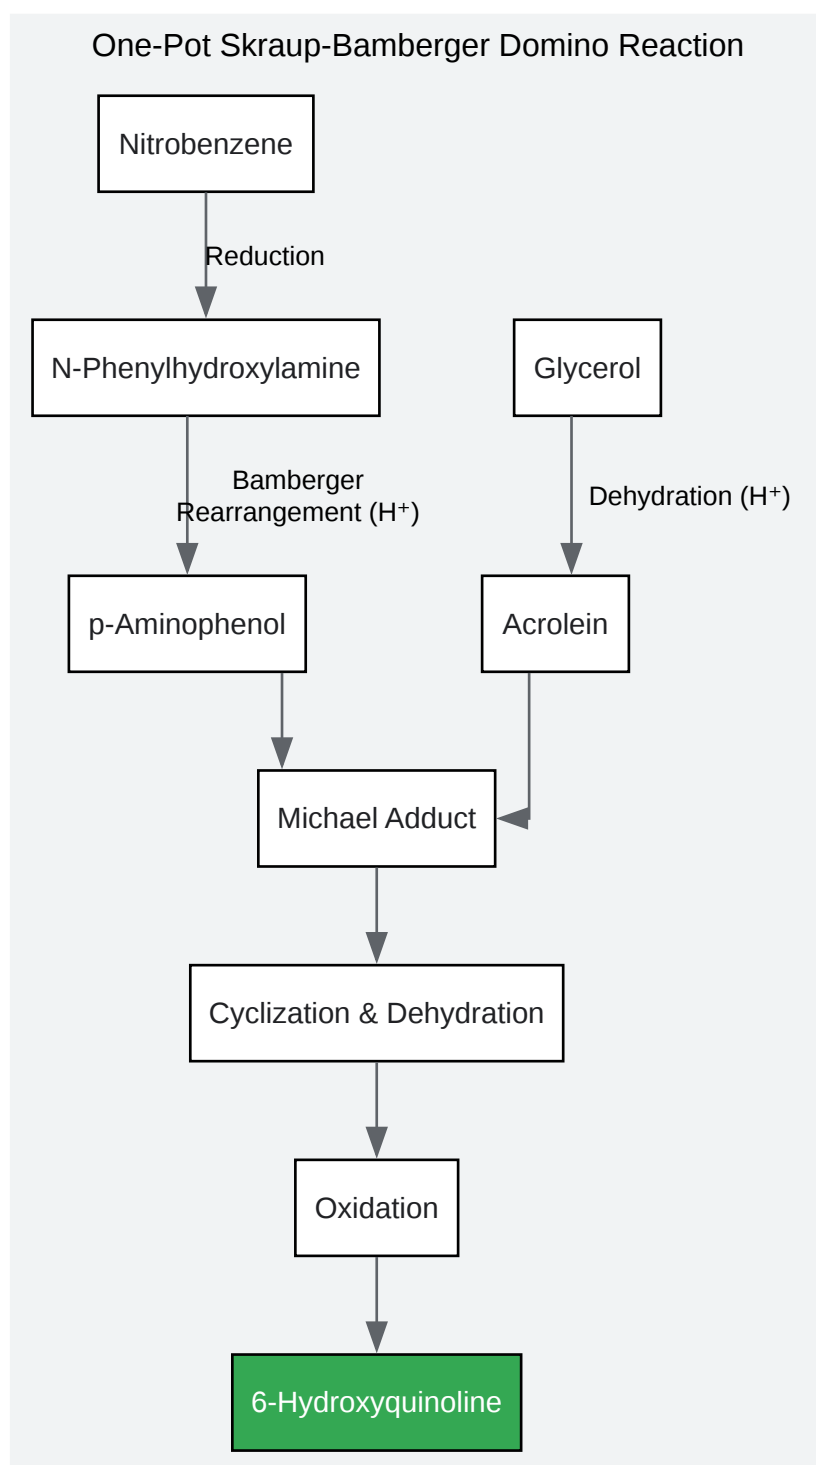 One-Pot Skraup-Bamberger Domino Reaction
Nitrobenzene
Reduction
N-Phenylhydroxylamine
Glycerol
Bamberger
Rearrangement (H⁺)
Dehydration (H⁺)
p-Aminophenol
Acrolein
Michael Adduct
Cyclization & Dehydration
Oxidation
6-Hydroxyquinoline